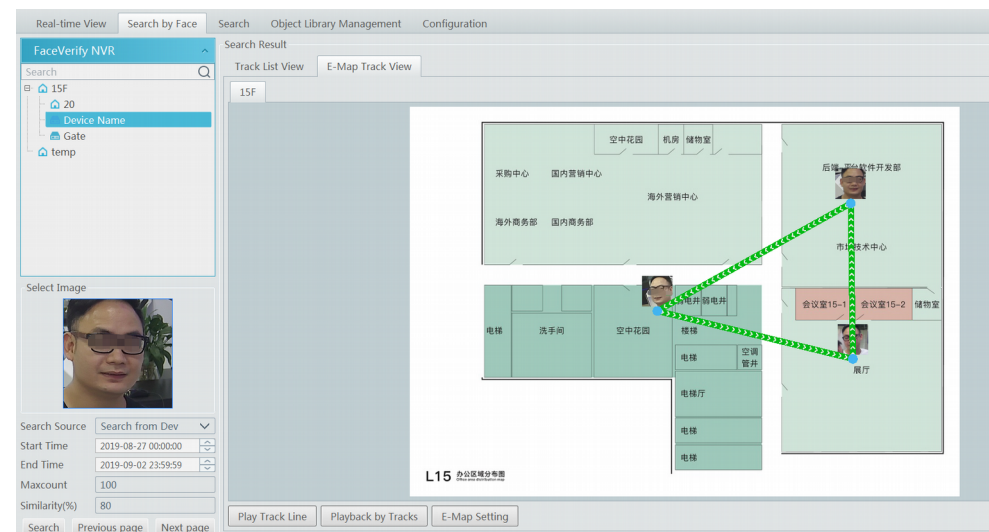 Real-time View Search by Face Search Object Library Management Configuration
FaceVerify NVR
Search
15F
20
Device Name
Gate
temp
Select Image
Search Source Search from Dev
Start Time 2019-08-27 00:00:00
End Time 2019-09-02 23:59:59
Maxcount 100
Similarity(%) 80
Search Previous page Next page
Search Result
Track List View E-Map Track View
15F
空中花园 机房 储物室
采购中心 国内营销中心
海外营销中心
海外商务部 国内商务部
后端 平台软件开发部
市 技术中心
会议室15-1 会议室15-2 储物室
展厅
电井 弱电井
电梯 洗手间 空中花园 楼梯
电梯 空调
管井
电梯厅
电梯
电梯
L15 办公区域分布图
Office area distribution map
Play Track Line Playback by Tracks E-Map Setting